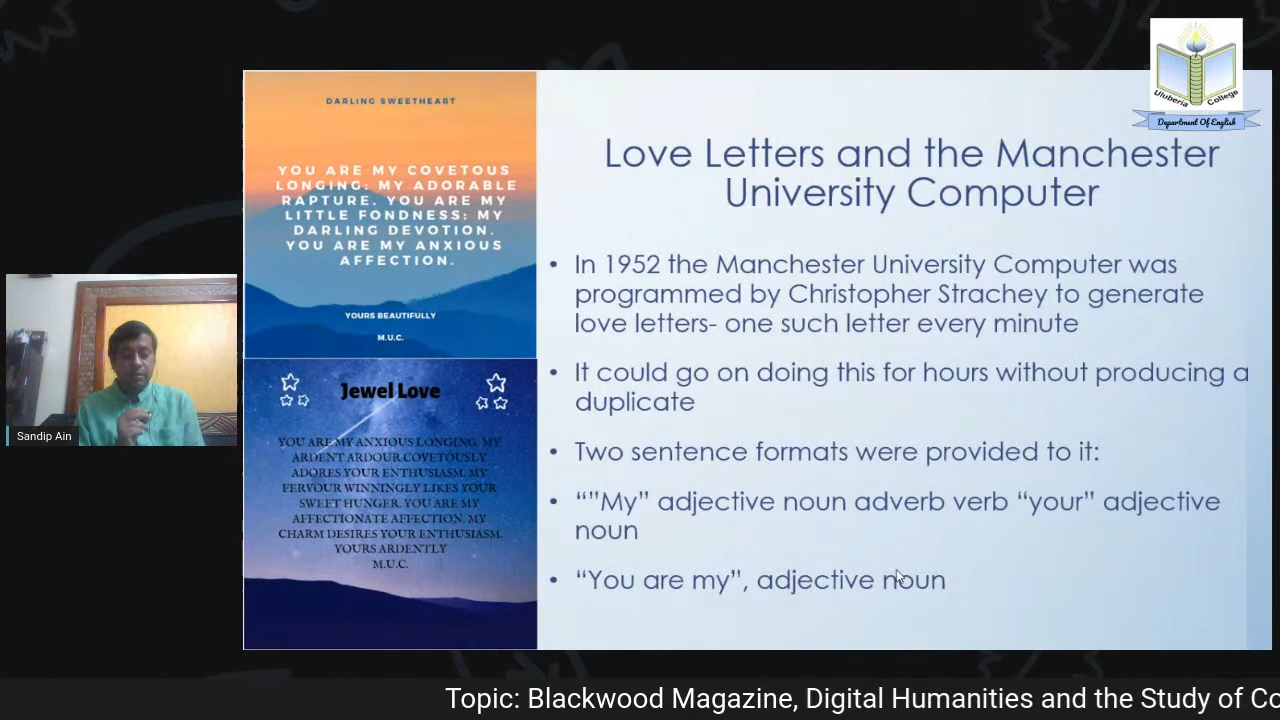 Uluberia College
Department Of English
DARLING SWEETHEART
YOU ARE MY COVETOUS
LONGING: MY ADORABLE
RAPTURE. YOU ARE MY
LITTLE FONDNESS: MY
DARLING DEVOTION.
YOU ARE MY ANXIOUS
AFFECTION.
YOURS BEAUTIFULLY
M.U.C.
Jewel Love
YOU ARE MY ANXIOUS LONGING. MY
ARDENT ARDOUR COVETOUSLY
ADORES YOUR ENTHUSIASM. MY
FERVOUR WINNINGLY LIKES YOUR
SWEET HUNGER. YOU ARE MY
AFFECTIONATE AFFECTION. MY
CHARM DESIRES YOUR ENTHUSIASM.
YOURS ARDENTLY
M.U.C.
Love Letters and the Manchester
University Computer
• In 1952 the Manchester University Computer was
programmed by Christopher Strachey to generate
love letters- one such letter every minute
• It could go on doing this for hours without producing a
duplicate
• Two sentence formats were provided to it:
• “”My” adjective noun adverb verb “your” adjective
noun
• “You are my”, adjective noun
Sandip Ain
Topic: Blackwood Magazine, Digital Humanities and the Study of Co